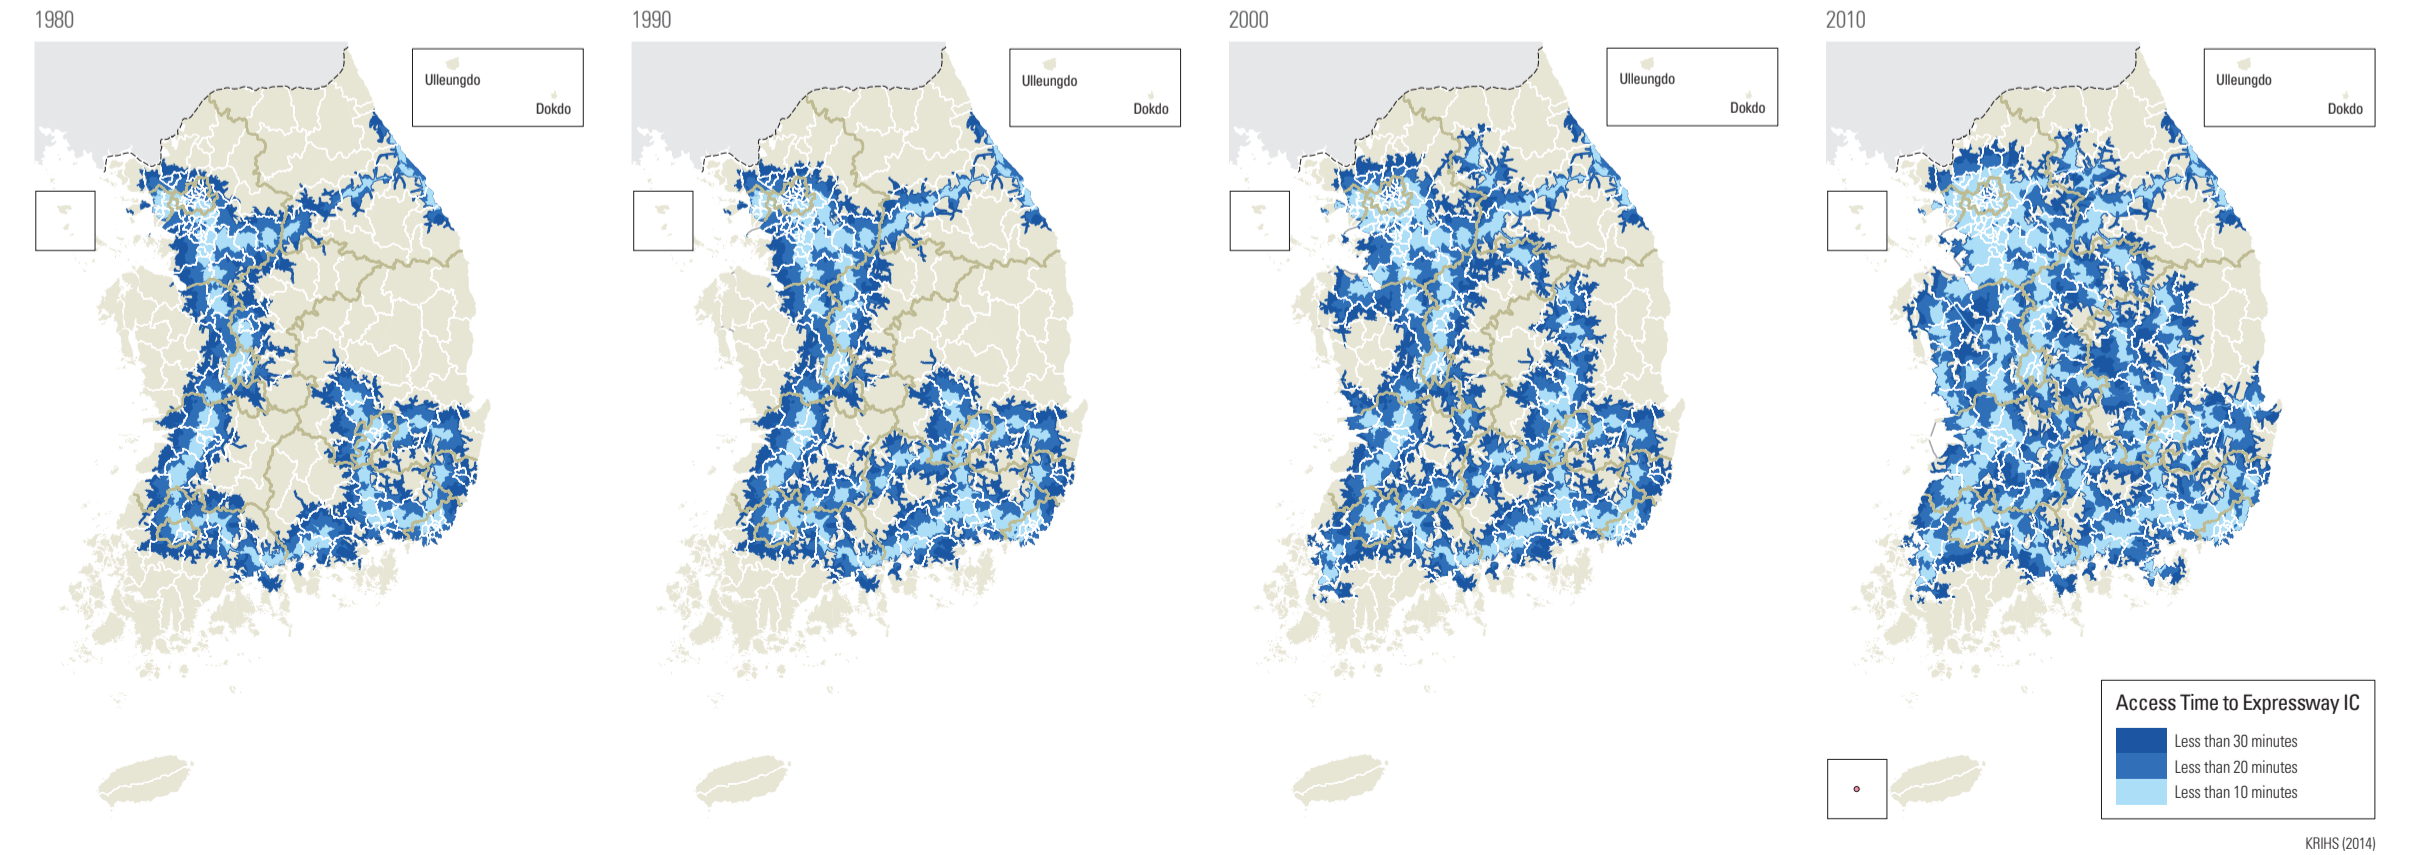 1980
1990
2000
2010
Ulleungdo
Dokdo
Ulleungdo
Dokdo
Ulleungdo
Dokdo
Ulleungdo
Dokdo
Access Time to Expressway IC
Less than 30 minutes
Less than 20 minutes
Less than 10 minutes
KRIHS (2014)